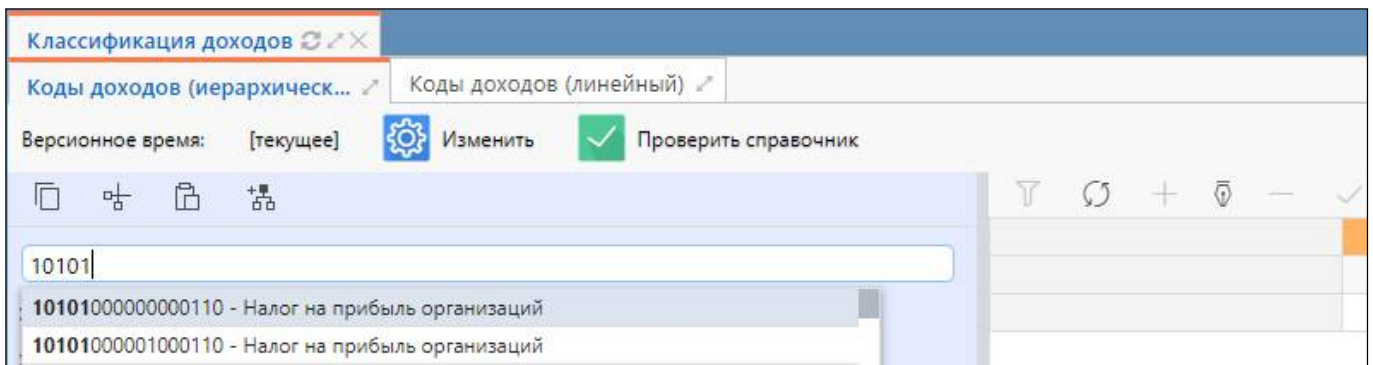 Классификация доходов
Коды доходов (иерархическ... Коды доходов (линейный)
Версионное время: [текущее] Изменить Проверить справочник
10101
10101000000000110 - Налог на прибыль организаций
10101000001000110 - Налог на прибыль организаций